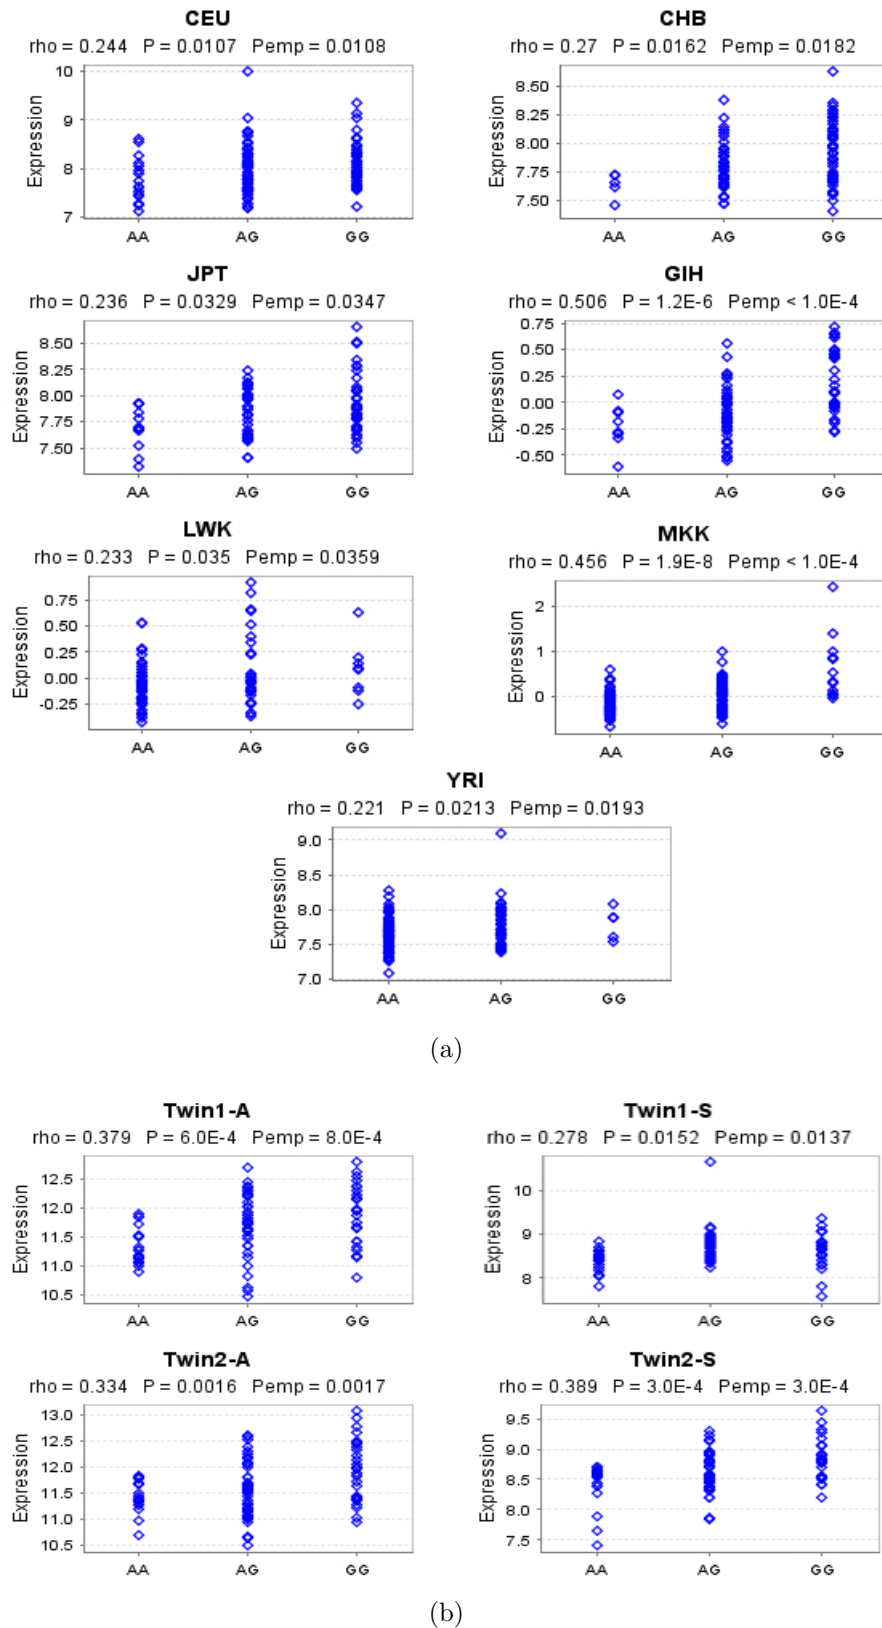 CEU
rho = 0.244 P = 0.0107 Pemp = 0.0108
Expression
10
9
8
7
AA AG GG
CHB
rho = 0.27 P = 0.0162 Pemp = 0.0182
Expression
8.50
8.25
8.00
7.75
7.50
AA AG GG
JPT
rho = 0.236 P = 0.0329 Pemp = 0.0347
Expression
8.50
8.25
8.00
7.75
7.50
AA AG GG
GIH
rho = 0.506 P = 1.2E-6 Pemp < 1.0E-4
Expression
0.75
0.50
0.25
0.00
-0.25
-0.50
AA AG GG
LWK
rho = 0.233 P = 0.035 Pemp = 0.0359
Expression
0.75
0.50
0.25
0.00
-0.25
AA AG GG
MKK
rho = 0.456 P = 1.9E-8 Pemp < 1.0E-4
Expression
2
1
0
AA AG GG
YRI
rho = 0.221 P = 0.0213 Pemp = 0.0193
Expression
9.0
8.5
8.0
7.5
7.0
AA AG GG
(a)
Twin1-A
rho = 0.379 P = 6.0E-4 Pemp = 8.0E-4
Expression
12.5
12.0
11.5
11.0
10.5
AA AG GG
Twin1-S
rho = 0.278 P = 0.0152 Pemp = 0.0137
Expression
10
9
8
AA AG GG
Twin2-A
rho = 0.334 P = 0.0016 Pemp = 0.0017
Expression
13.0
12.5
12.0
11.5
11.0
10.5
AA AG GG
Twin2-S
rho = 0.389 P = 3.0E-4 Pemp = 3.0E-4
Expression
9.5
9.0
8.5
8.0
7.5
AA AG GG
(b)